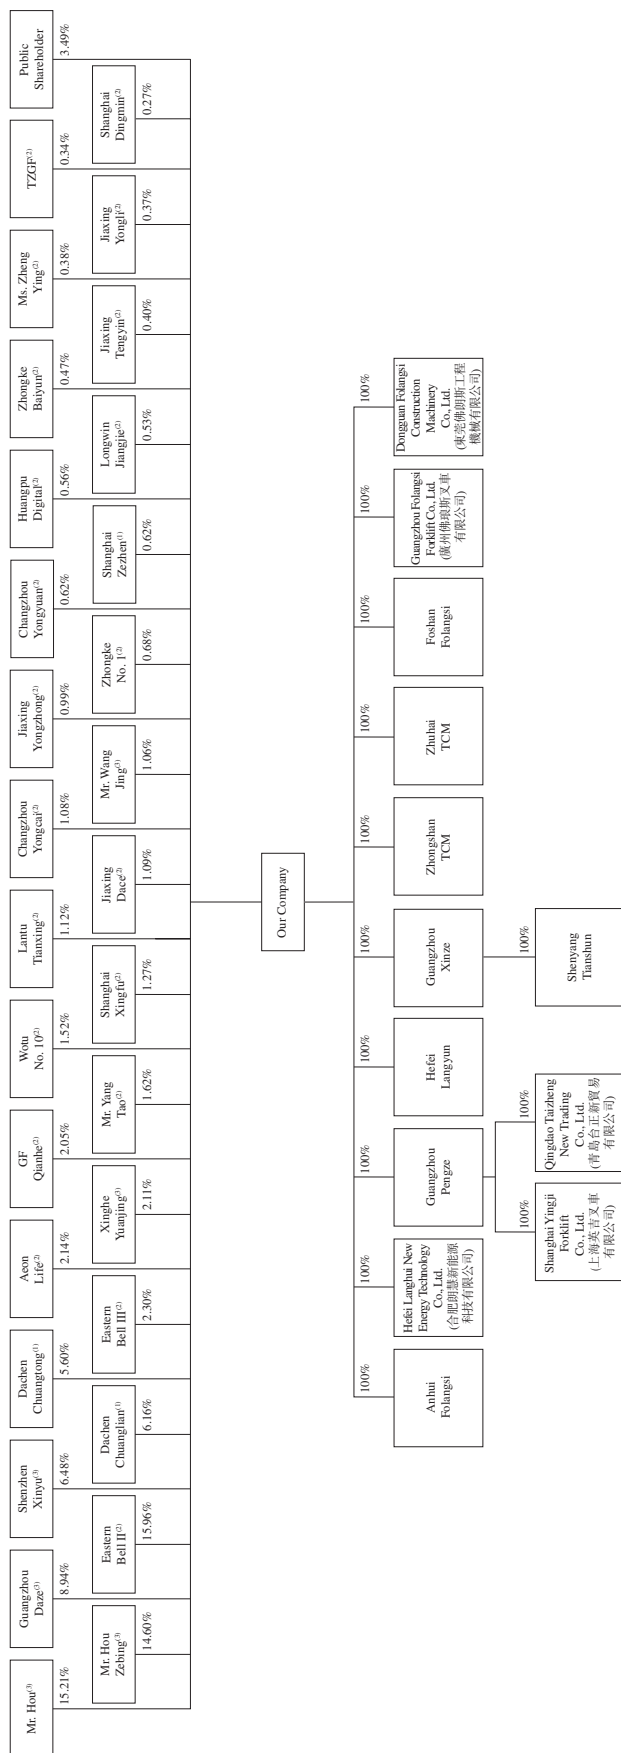 Mr. Hou(3)
15.21%
Guangzhou
Daze(3)
8.94%
Shenzhen
Xinyu(3)
6.48%
Dachen
Chuangtong(1)
5.60%
Aeon
Life(2)
2.14%
GF
Qianhe(2)
2.05%
Wotu
No. 10(2)
1.52%
Lantu
Tianxing(2)
1.12%
Changzhou
Yongcai(2)
1.08%
Jiaxing
Yongzhong(2)
0.99%
Changzhou
Yongyuan(2)
0.62%
Huangpu
Digital(2)
0.56%
Zhongke
Baiyun(2)
0.47%
Ms. Zheng
Ying(2)
0.38%
TZGF(2)
0.34%
Public
Shareholder
3.49%
Mr. Hou
Zebing(3)
14.60%
Eastern
Bell II(2)
15.96%
Dachen
Chuanglian(1)
6.16%
Eastern
Bell III(2)
2.30%
Xinghe
Yuanjing(3)
2.11%
Mr. Yang
Tao(2)
1.62%
Shanghai
Xingfu(2)
1.27%
Jiaxing
Dace(2)
1.09%
Mr. Wang
Jing(3)
1.06%
Zhongke
No. 1(2)
0.68%
Shanghai
Zezhen(1)
0.62%
Longwin
Jiangjie(2)
0.53%
Jiaxing
Tengyin(2)
0.40%
Jiaxing
Yongli(2)
0.37%
Shanghai
Dingmin(2)
0.27%
Our Company
100%
Anhui
Folangsi
100%
Hefei Langhui New
Energy Technology
Co., Ltd.
(合肥朗慧新能源
科技有限公司)
100%
Guangzhou
Pengze
100%
Hefei
Langyun
100%
Guangzhou
Xinze
100%
Zhongshan
TCM
100%
Zhuhai
TCM
100%
Foshan
Folangsi
100%
Guangzhou Folangsi
Forklift Co., Ltd.
(廣州佛琅斯叉車
有限公司)
100%
Dongguan Folangsi
Construction
Machinery
Co., Ltd.
(東莞佛朗斯工程
機械有限公司)
100%
Shanghai Yingji
Forklift
Co., Ltd.
(上海英吉叉車
有限公司)
100%
Qingdao Taizheng
New Trading
Co., Ltd.
(青島台正新貿易
有限公司)
100%
Shenyang
Tianshun